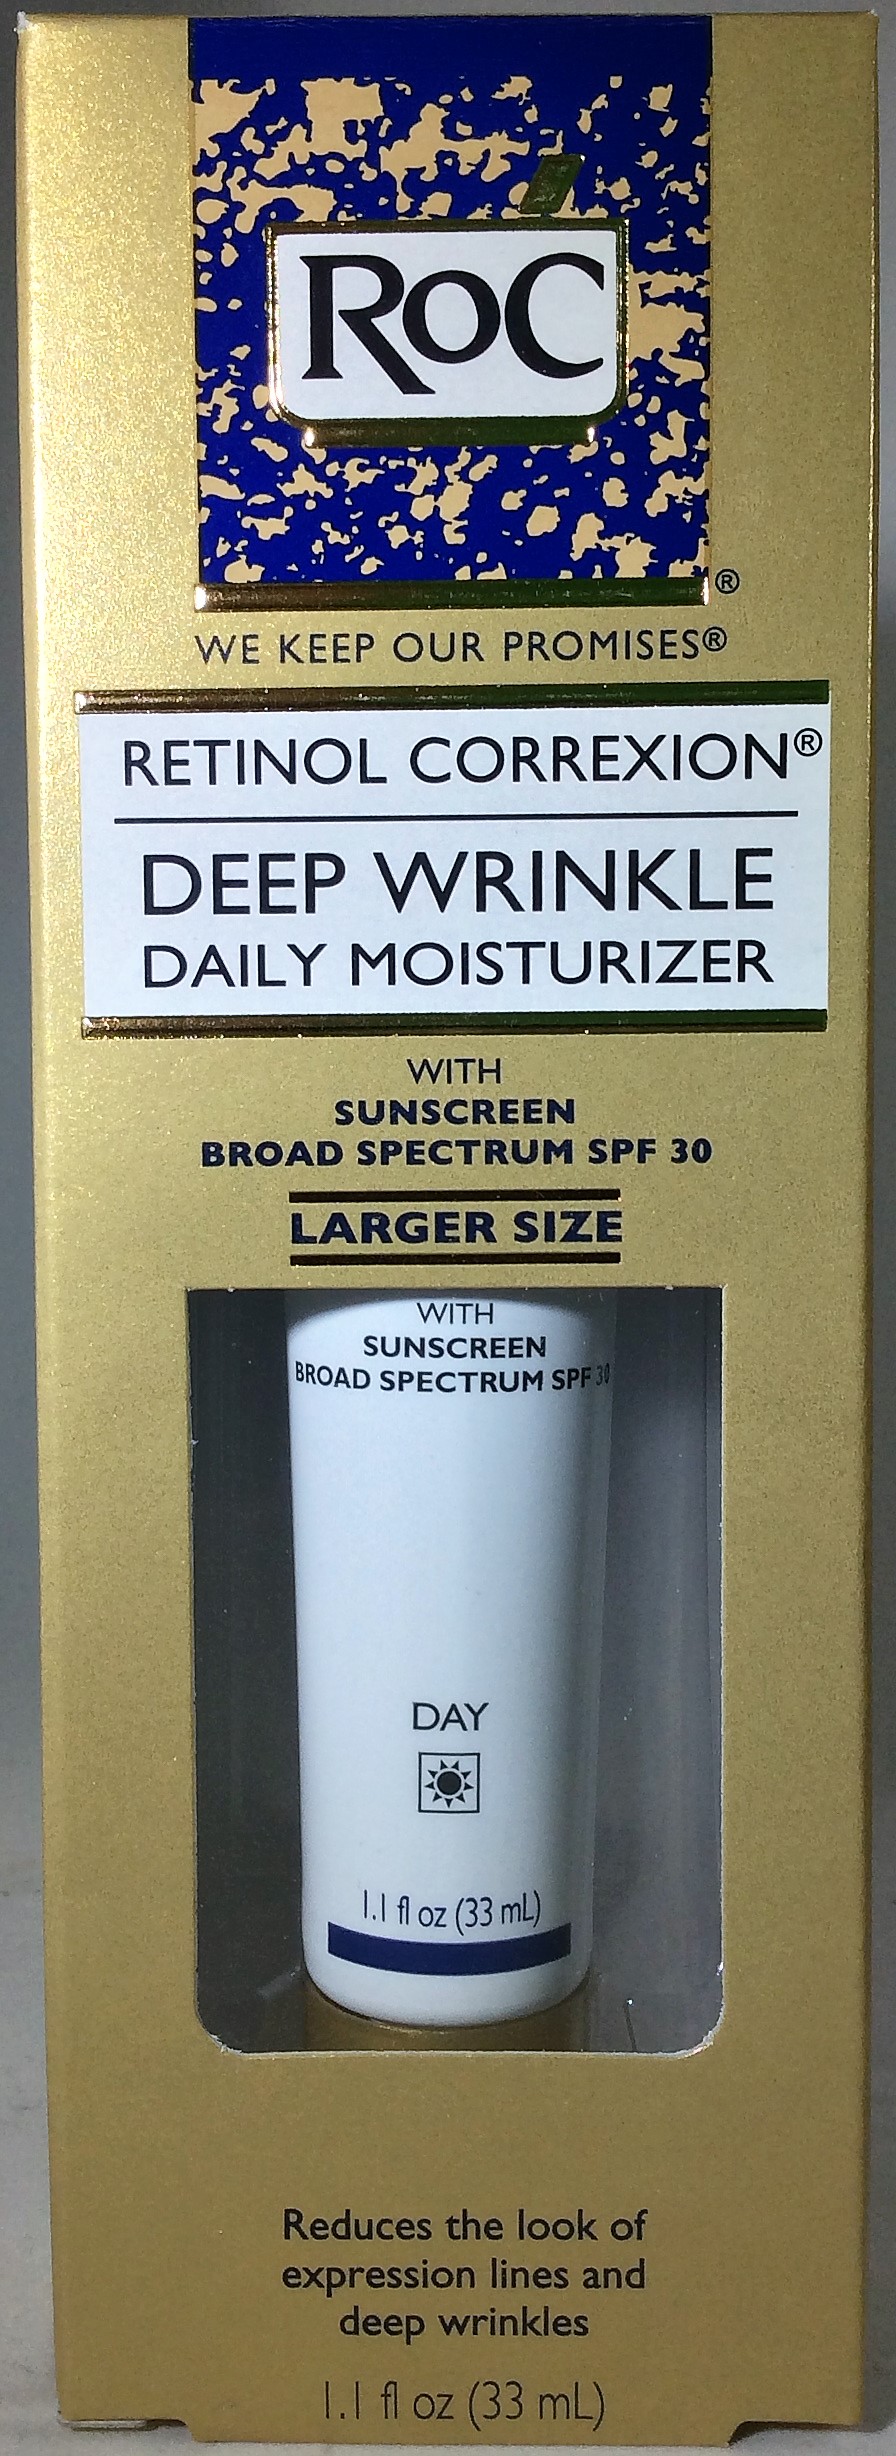 RoC
®
WE KEEP OUR PROMISES®
RETINOL CORREXION®
DEEP WRINKLE
DAILY MOISTURIZER
WITH
SUNSCREEN
BROAD SPECTRUM SPF 30
LARGER SIZE
WITH
SUNSCREEN
BROAD SPECTRUM SPF 30
DAY
1.1 fl oz (33 mL)
Reduces the look of
expression lines and
deep wrinkles
1.1 fl oz (33 mL)